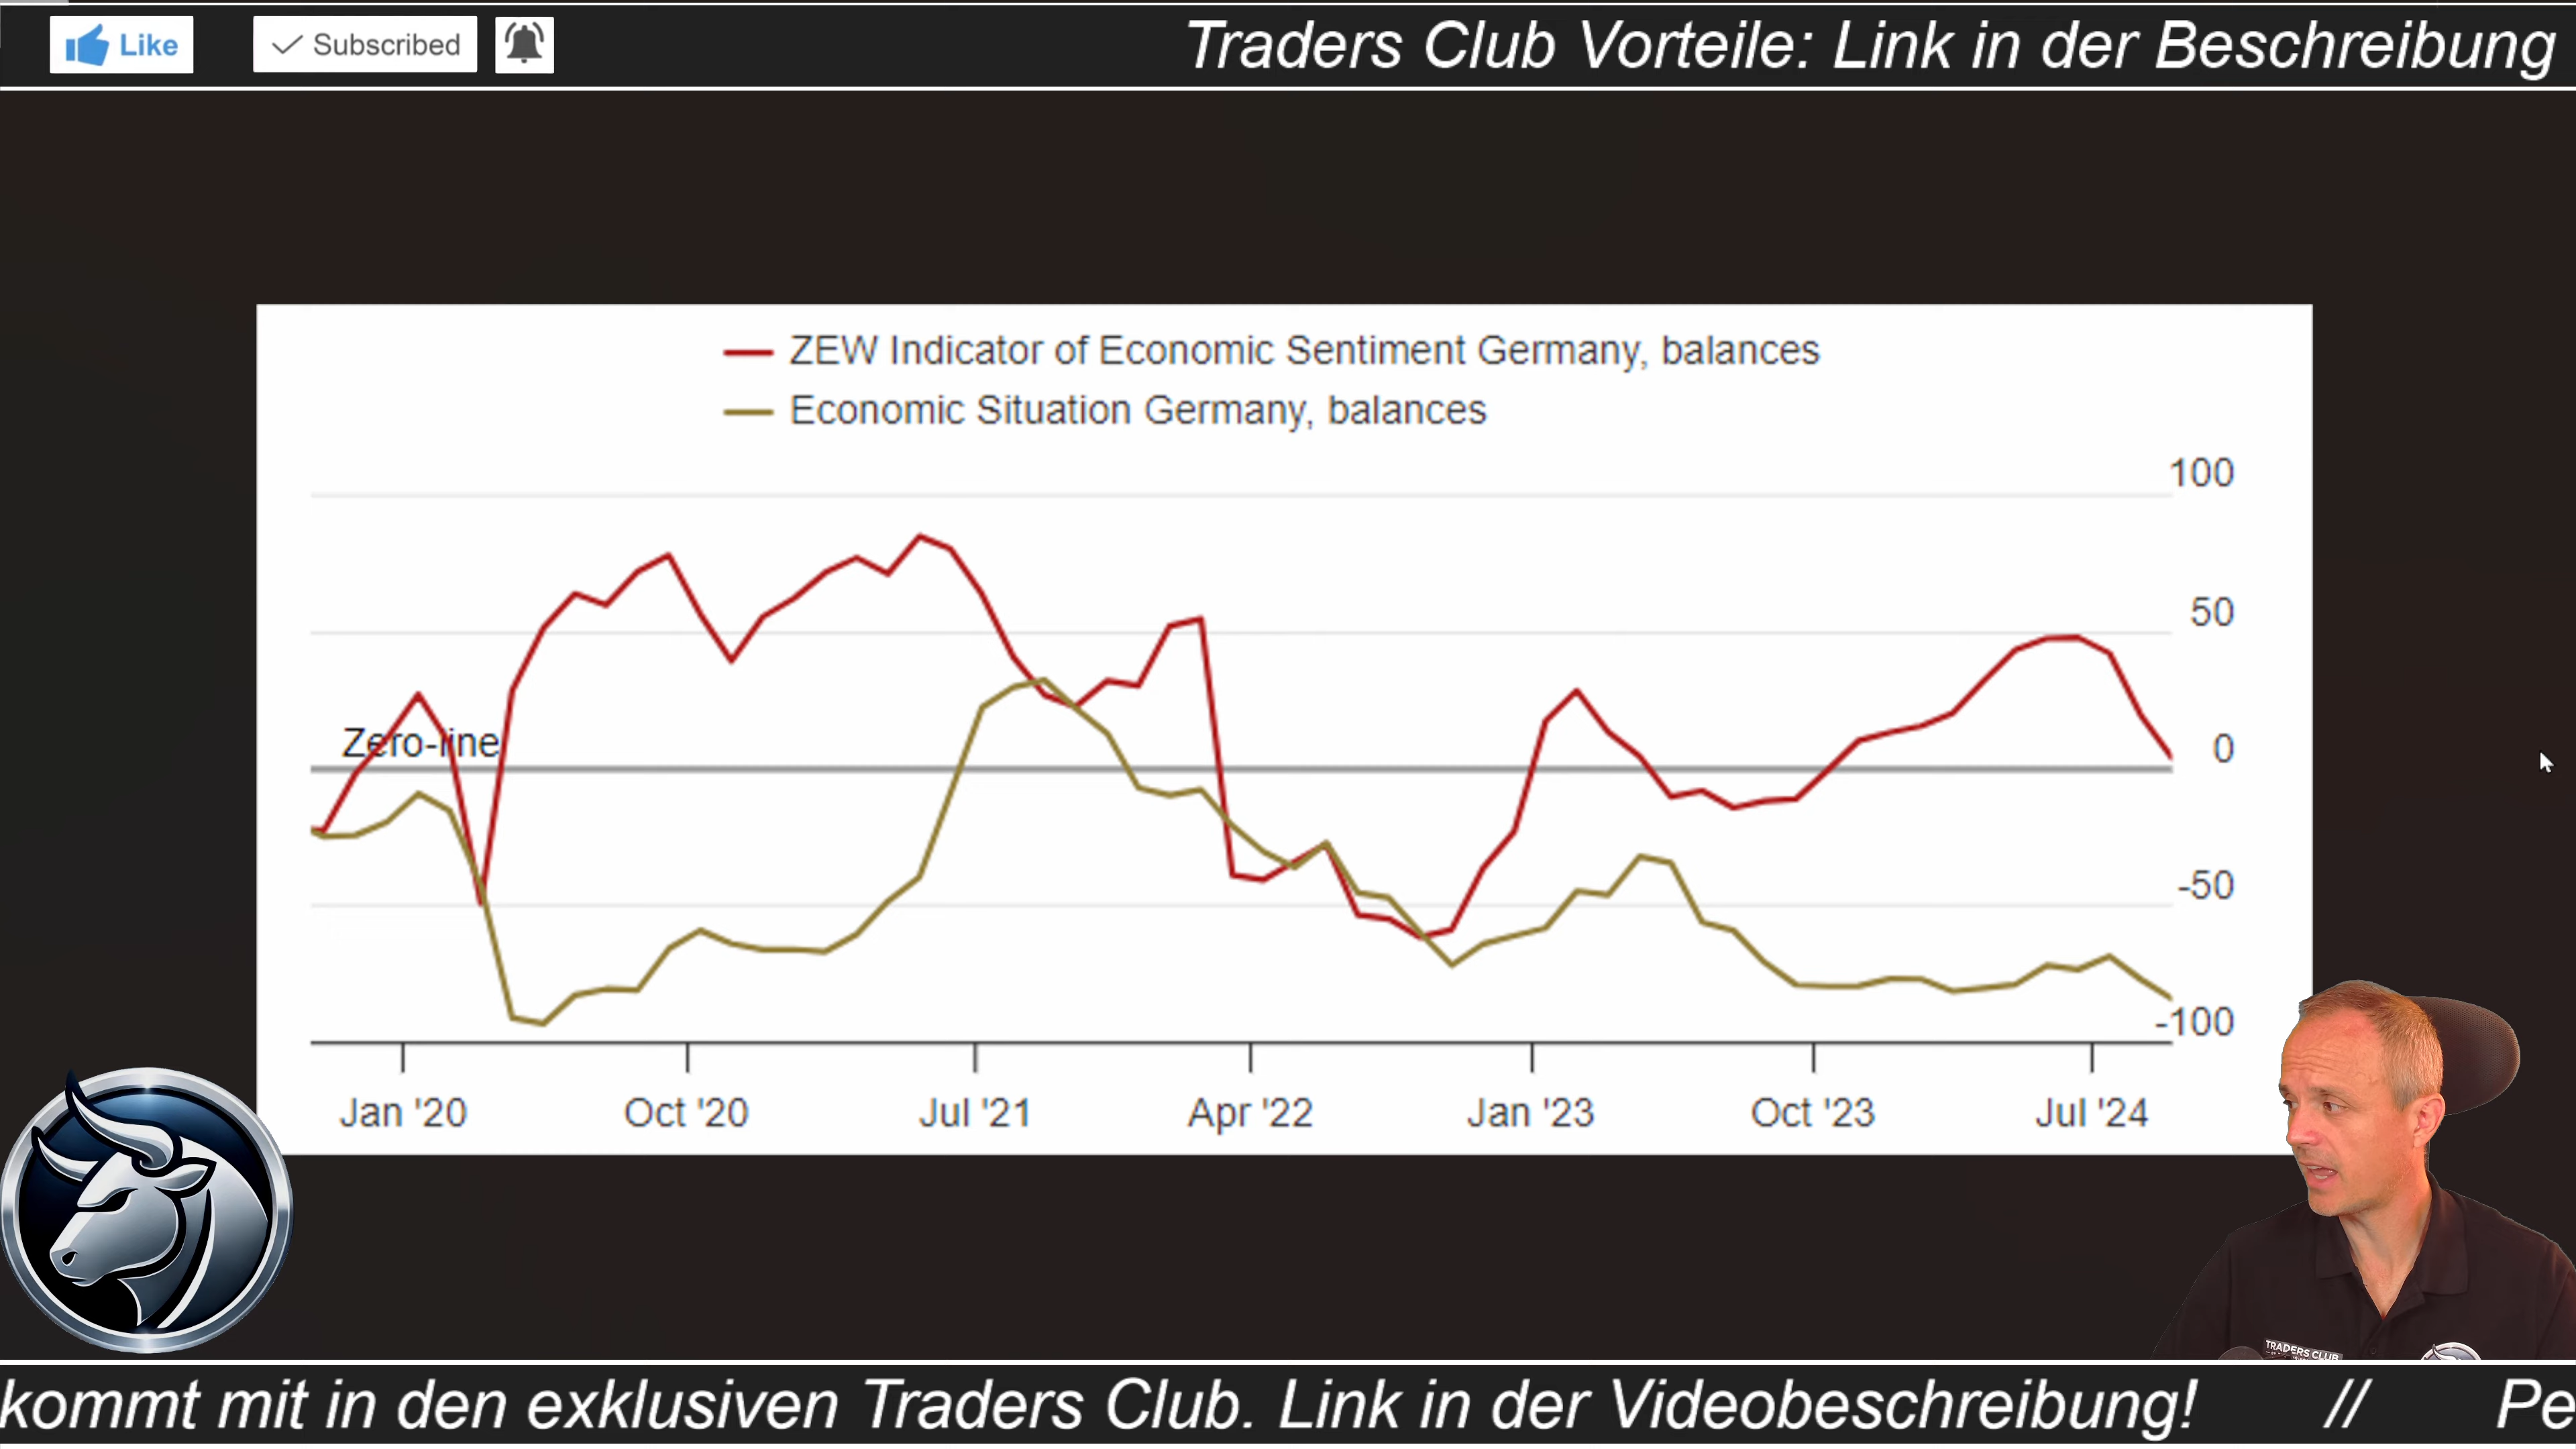 Like
Subscribed
Traders Club Vorteile: Link in der Beschreibung
ZEW Indicator of Economic Sentiment Germany, balances
Economic Situation Germany, balances
100
50
Zero-line
0
-50
-100
Jan '20
Oct '20
Jul '21
Apr '22
Jan '23
Oct '23
Jul '24
TRADERS CLUB
kommt mit in den exklusiven Traders Club. Link in der Videobeschreibung! // Pe